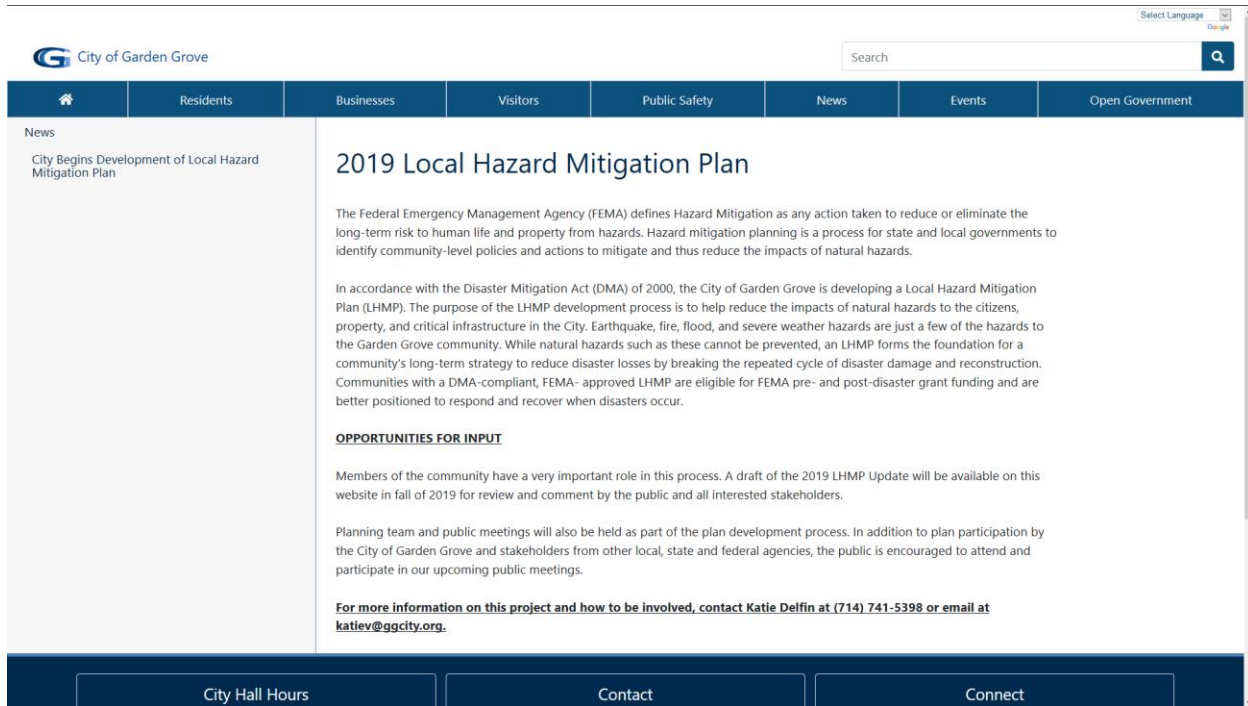 Select Language
Google
City of Garden Grove
Search
Residents
Businesses
Visitors
Public Safety
News
Events
Open Government
News
City Begins Development of Local Hazard
Mitigation Plan
2019 Local Hazard Mitigation Plan
The Federal Emergency Management Agency (FEMA) defines Hazard Mitigation as any action taken to reduce or eliminate the
long-term risk to human life and property from hazards. Hazard mitigation planning is a process for state and local governments to
identify community-level policies and actions to mitigate and thus reduce the impacts of natural hazards.
In accordance with the Disaster Mitigation Act (DMA) of 2000, the City of Garden Grove is developing a Local Hazard Mitigation
Plan (LHMP). The purpose of the LHMP development process is to help reduce the impacts of natural hazards to the citizens,
property, and critical infrastructure in the City. Earthquake, fire, flood, and severe weather hazards are just a few of the hazards to
the Garden Grove community. While natural hazards such as these cannot be prevented, an LHMP forms the foundation for a
community's long-term strategy to reduce disaster losses by breaking the repeated cycle of disaster damage and reconstruction.
Communities with a DMA-compliant, FEMA- approved LHMP are eligible for FEMA pre- and post-disaster grant funding and are
better positioned to respond and recover when disasters occur.
OPPORTUNITIES FOR INPUT
Members of the community have a very important role in this process. A draft of the 2019 LHMP Update will be available on this
website in fall of 2019 for review and comment by the public and all interested stakeholders.
Planning team and public meetings will also be held as part of the plan development process. In addition to plan participation by
the City of Garden Grove and stakeholders from other local, state and federal agencies, the public is encouraged to attend and
participate in our upcoming public meetings.
For more information on this project and how to be involved, contact Katie Delfin at (714) 741-5398 or email at
katiev@ggcity.org.
City Hall Hours
Contact
Connect